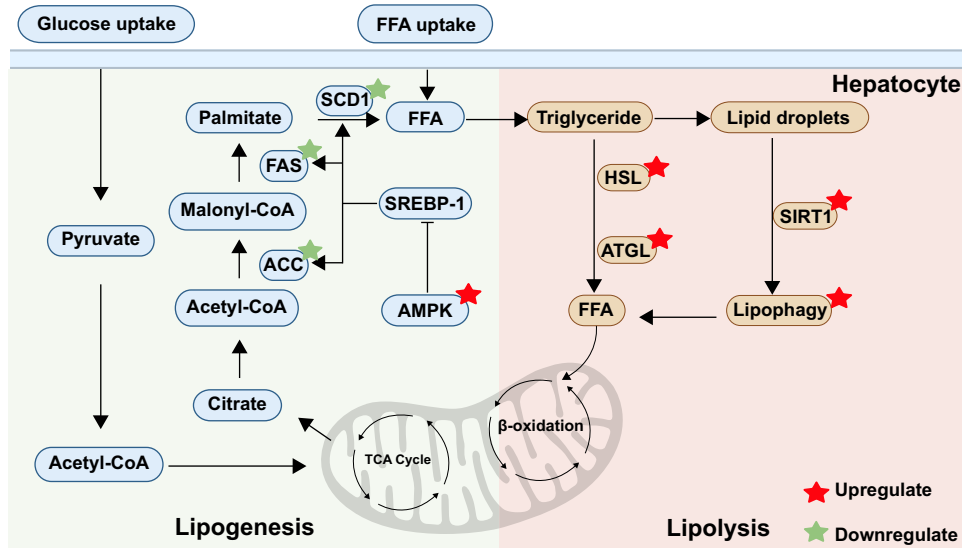 Glucose uptake
FFA uptake
Hepatocyte
SCD1
Palmitate
FFA
Triglyceride
Lipid droplets
FAS
HSL
Malonyl-CoA
SREBP-1
SIRT1
Pyruvate
ACC
ATGL
Acetyl-CoA
AMPK
FFA
Lipophagy
Citrate
β-oxidation
Acetyl-CoA
TCA Cycle
Upregulate
Lipogenesis
Lipolysis
Downregulate